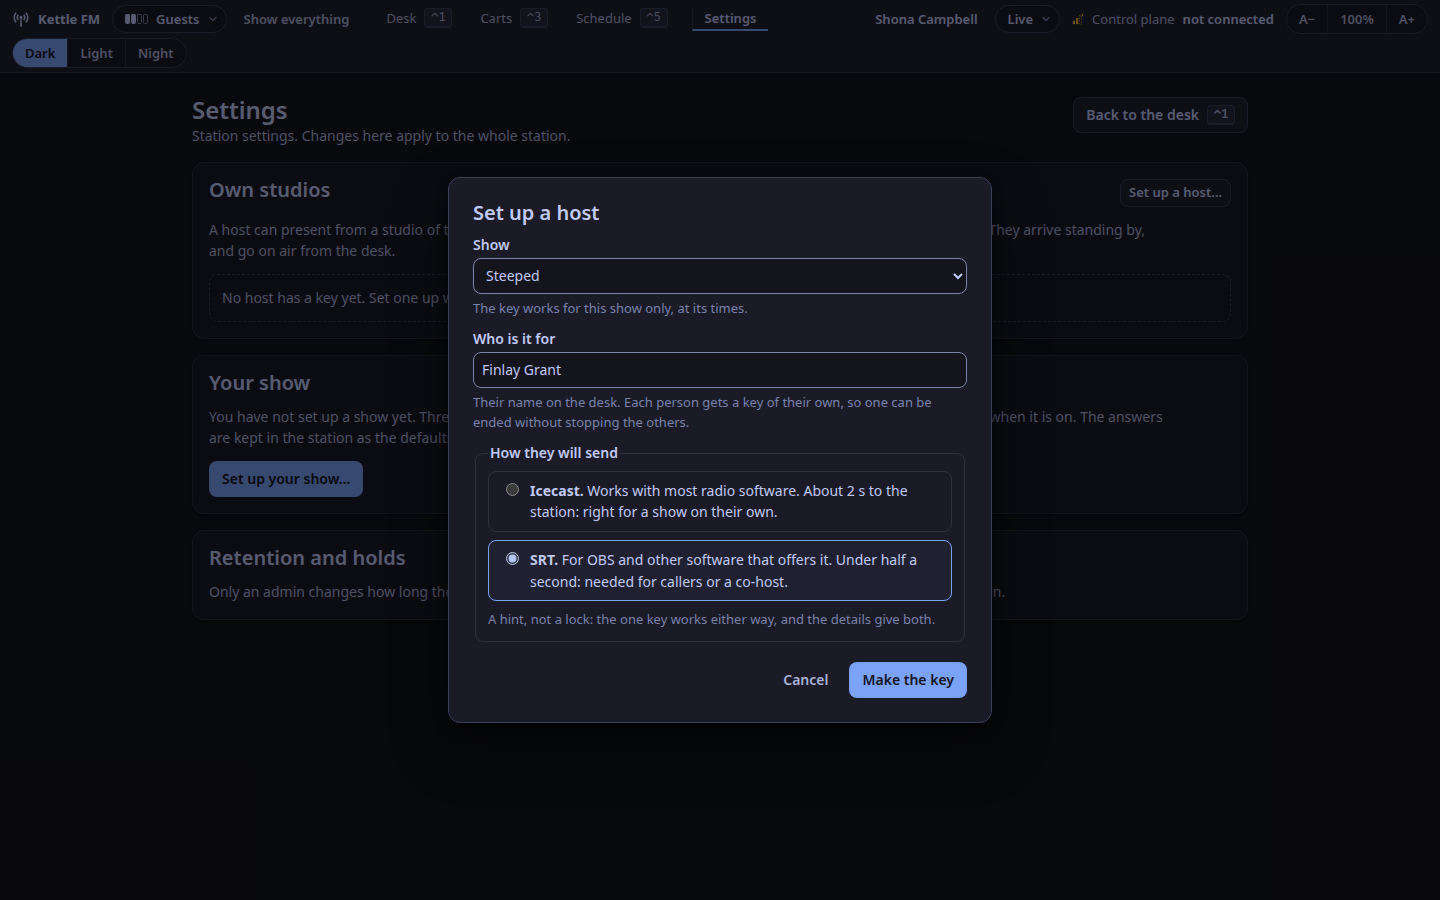 Kettle FM Guests Show everything Desk ^1 Carts ^3 Schedule ^5 Settings Shona Campbell Live Control plane not connected A− 100% A+
Dark Light Night
Settings
Station settings. Changes here apply to the whole station.
Back to the desk ^1
Own studios
Set up a host...
A host can present from a studio of
They arrive standing by,
and go on air from the desk.
No host has a key yet. Set one up
Your show
You have not set up a show yet.
when it is on. The answers
are kept in the station as the default
Set up your show...
Retention and holds
Only an admin changes how long
Set up a host
Show
Steeped
The key works for this show only, at its times.
Who is it for
Finlay Grant
Their name on the desk. Each person gets a key of their own, so one can be
ended without stopping the others.
How they will send
Icecast. Works with most radio software. About 2 s to the
station: right for a show on their own.
SRT. For OBS and other software that offers it. Under half a
second: needed for callers or a co-host.
A hint, not a lock: the one key works either way, and the details give both.
Cancel Make the key